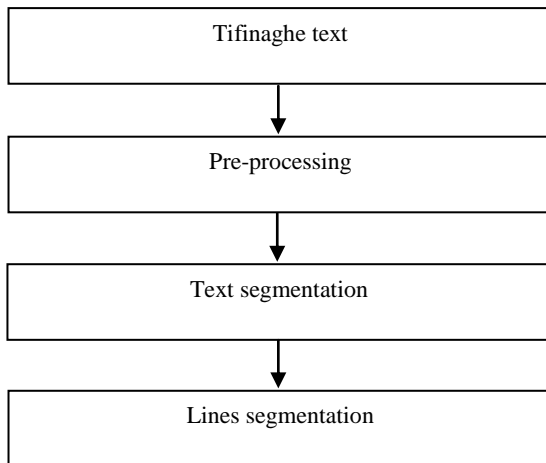 Tifinaghe text
Pre-processing
Text segmentation
Lines segmentation